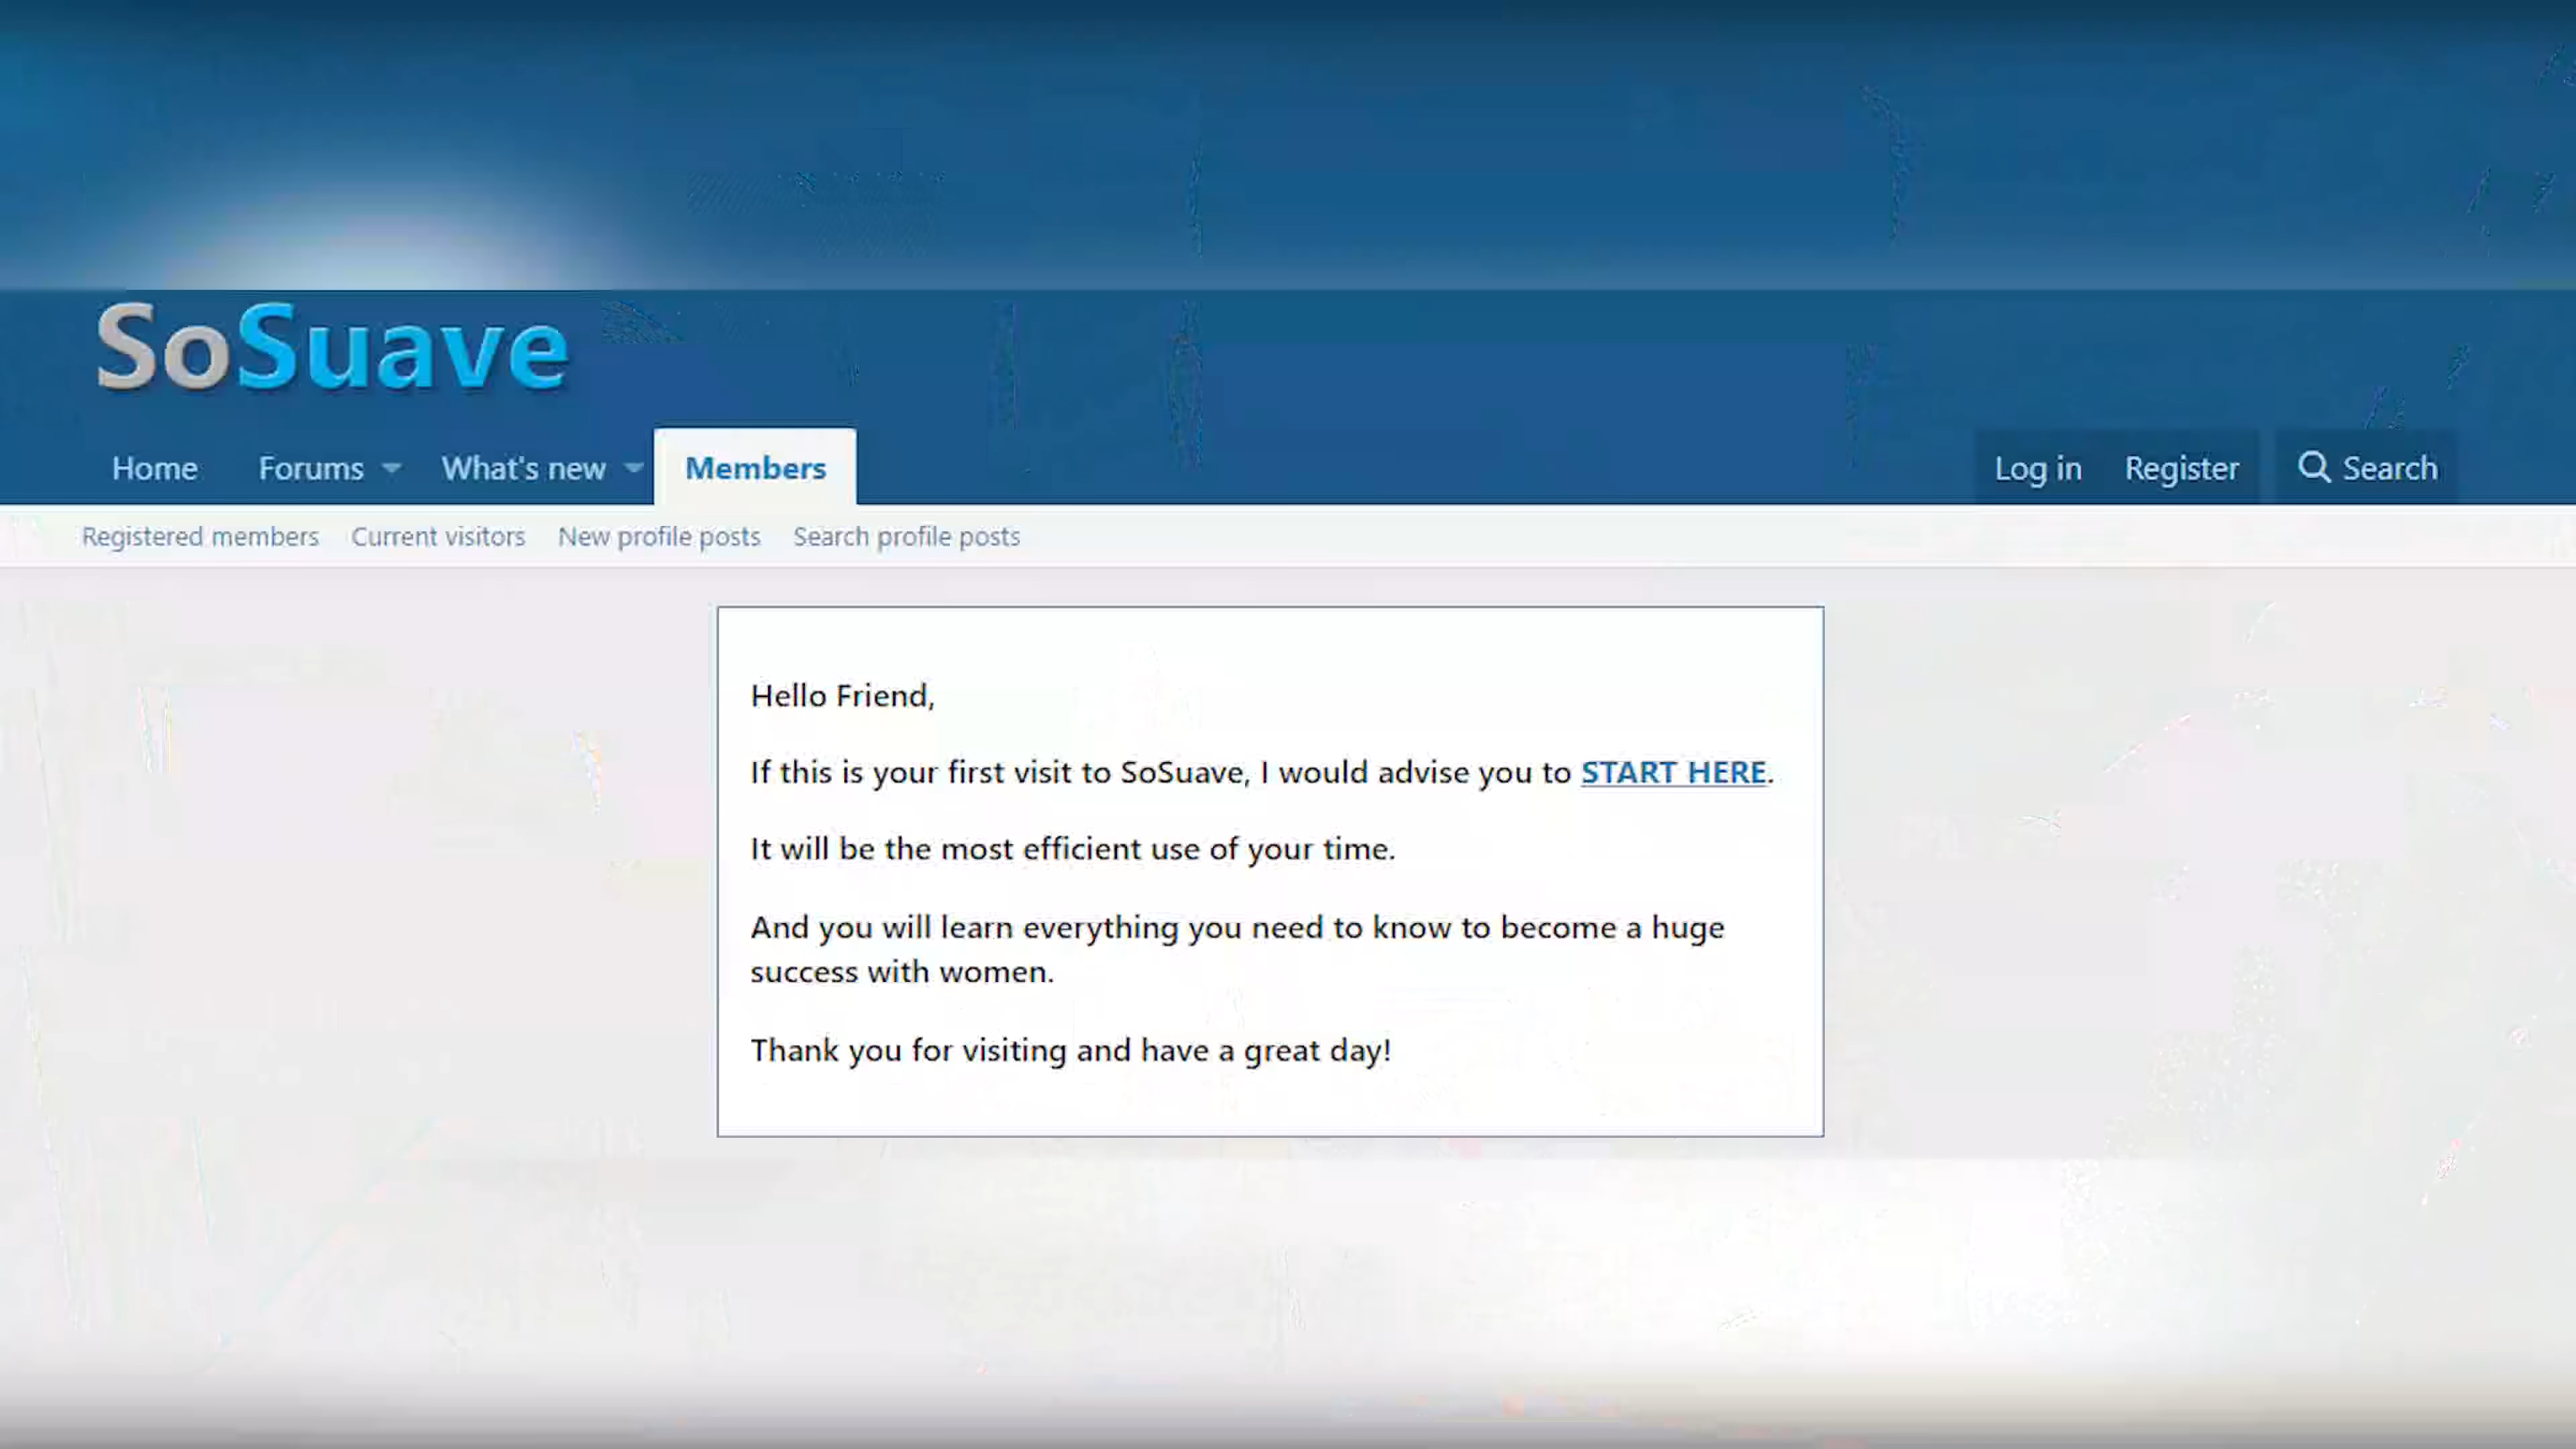 SoSuave
Home Forums What's new Members Log in Register Search
Registered members Current visitors New profile posts Search profile posts
Hello Friend,
If this is your first visit to SoSuave, I would advise you to START HERE.
It will be the most efficient use of your time.
And you will learn everything you need to know to become a huge
success with women.
Thank you for visiting and have a great day!